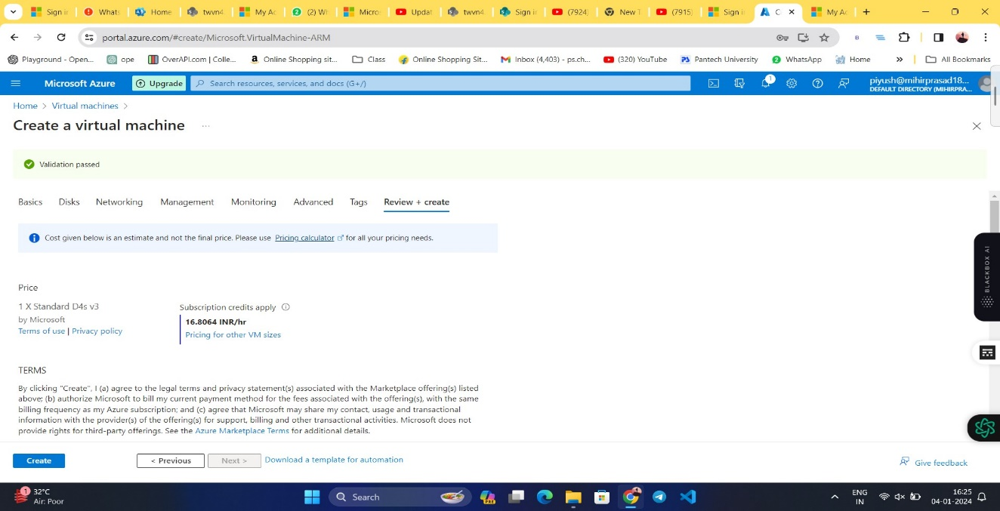 Sign in
Whats
Home
twvn4
My Ac
(2) Wh
Micros
Updat
twvn4
Sign in
(7924)
New T
(7915)
Sign in
C
My Ac
portal.azure.com/#create/Microsoft.VirtualMachine-ARM
Playground - Open...
ope
OverAPI.com | Colle...
Online Shopping sit...
Class
Online Shopping Sit...
Inbox (4,403) - ps.ch...
(320) YouTube
Pantech University
WhatsApp
Home
»
All Bookmarks
Microsoft Azure
Upgrade
Search resources, services, and docs (G+/)
1
piyush@mihirprasad18...
DEFAULT DIRECTORY (MIHIRPRA...
Home > Virtual machines >
Create a virtual machine ...
Validation passed
Basics Disks Networking Management Monitoring Advanced Tags Review + create
Cost given below is an estimate and not the final price. Please use Pricing calculator for all your pricing needs.
Price
1 X Standard D4s v3
by Microsoft
Terms of use | Privacy policy
Subscription credits apply
16.8064 INR/hr
Pricing for other VM sizes
BLACKBOX AI
TERMS
By clicking "Create", I (a) agree to the legal terms and privacy statement(s) associated with the Marketplace offering(s) listed
above; (b) authorize Microsoft to bill my current payment method for the fees associated with the offering(s), with the same
billing frequency as my Azure subscription; and (c) agree that Microsoft may share my contact, usage and transactional
information with the provider(s) of the offering(s) for support, billing and other transactional activities. Microsoft does not
provide rights for third-party offerings. See the Azure Marketplace Terms for additional details.
Create
< Previous
Next >
Download a template for automation
Give feedback
1
32°C
Air: Poor
Search
PRE
ENG
IN
16:25
04-01-2024